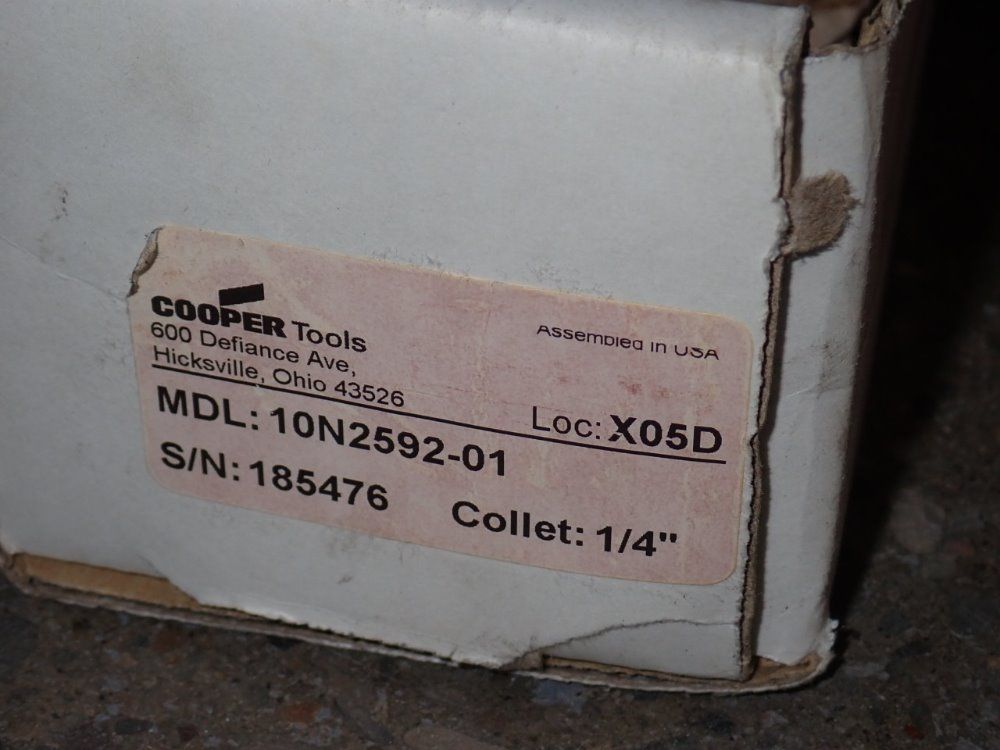 COOPER Tools
600 Defiance Ave,
Hicksville, Ohio 43526
Assembled in USA
Loc: X05D
MDL: 10N2592-01
S/N: 185476
Collet: 1/4"